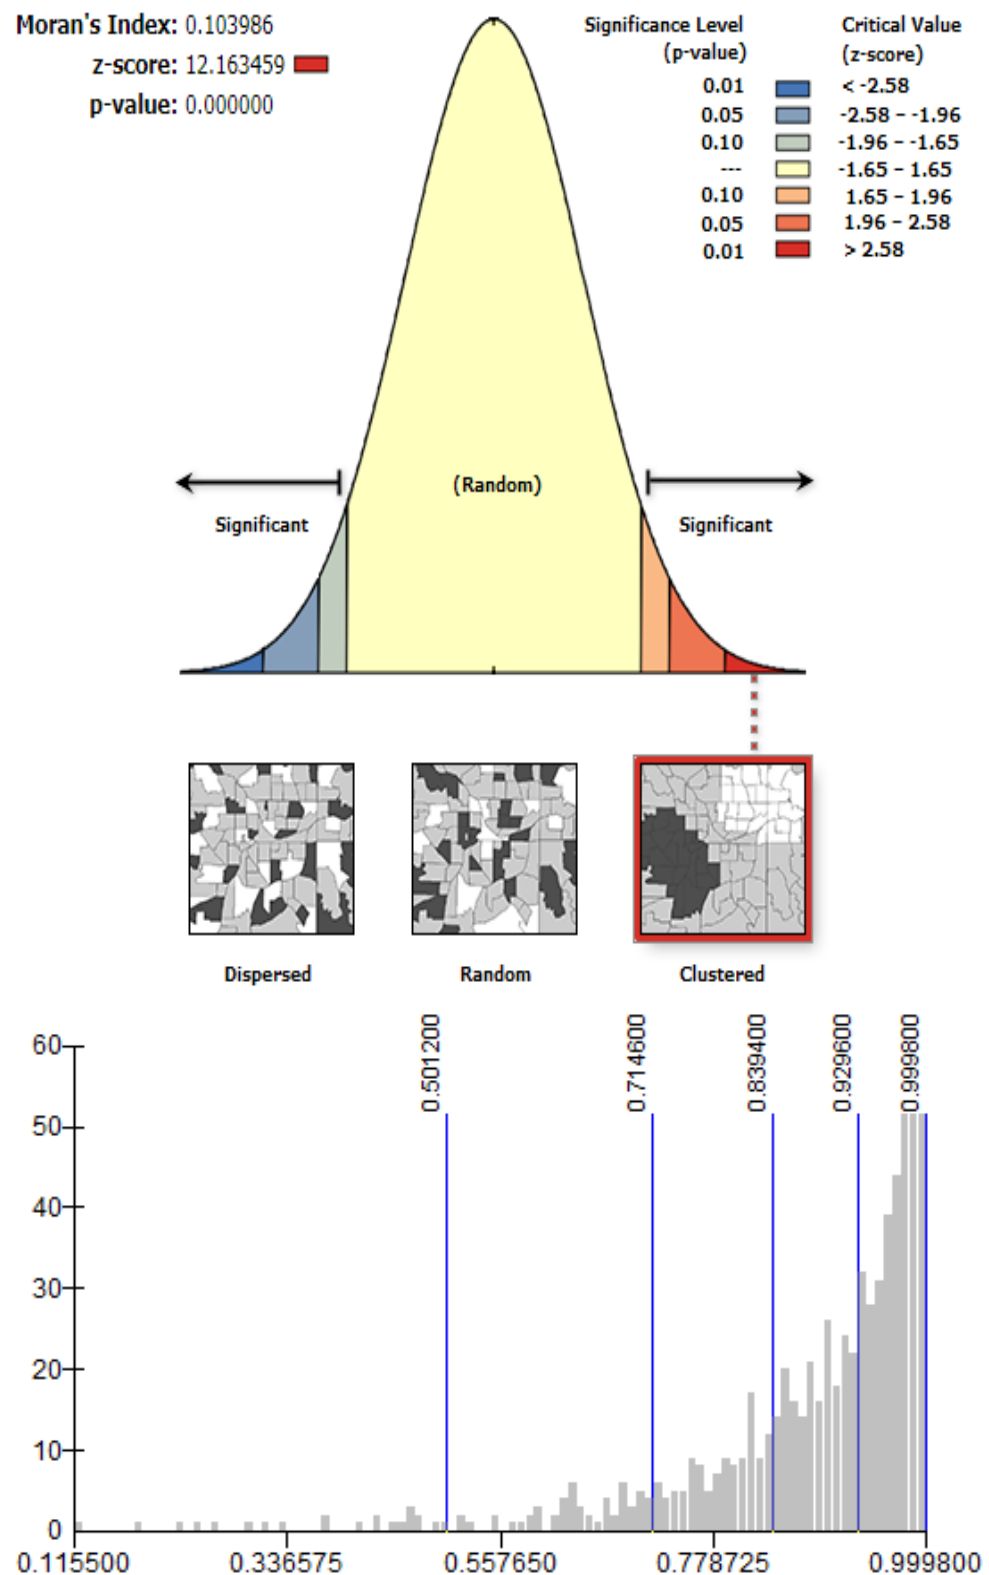 Moran's Index: 0.103986
z-score: 12.163459
p-value: 0.000000
Significance Level
(p-value)
Critical Value
(z-score)
0.01 < -2.58
0.05 -2.58 – -1.96
0.10 -1.96 – -1.65
--- -1.65 – 1.65
0.10 1.65 – 1.96
0.05 1.96 – 2.58
0.01 > 2.58
(Random)
Significant
Significant
Dispersed
Random
Clustered
0.501200
0.714600
0.839400
0.929600
0.999800
60
50
40
30
20
10
0
0.115500
0.336575
0.557650
0.778725
0.999800